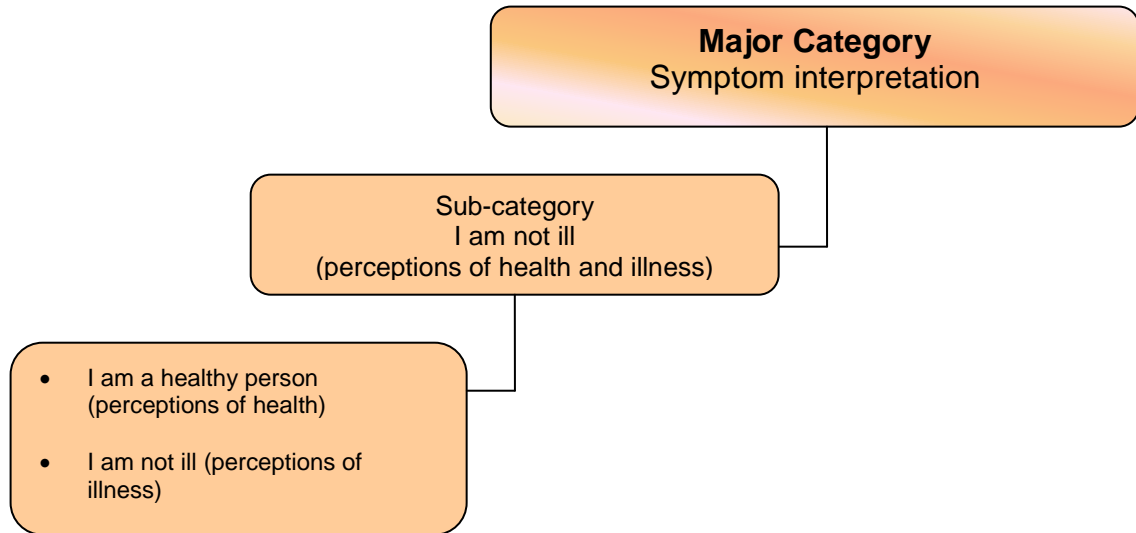 Major Category
Symptom interpretation
Sub-category
I am not ill
(perceptions of health and illness)
• I am a healthy person
(perceptions of health)
• I am not ill (perceptions of
illness)